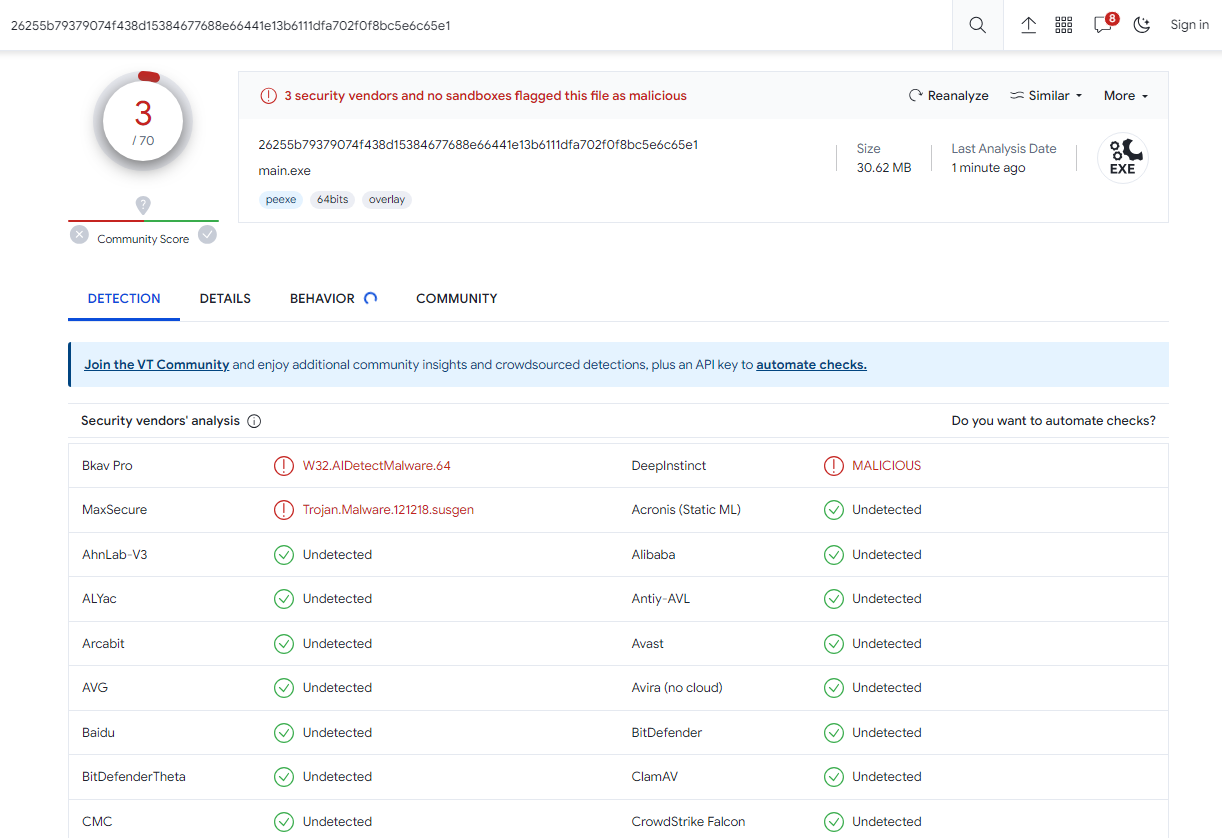 26255b79379074f438d15384677688e66441e13b6111dfa702f0f8bc5e6c65e1
8
Sign in
3
/ 70
?
Community Score
3 security vendors and no sandboxes flagged this file as malicious
Reanalyze
Similar
More
26255b79379074f438d15384677688e66441e13b6111dfa702f0f8bc5e6c65e1
main.exe
peexe
64bits
overlay
Size
30.62 MB
Last Analysis Date
1 minute ago
EXE
DETECTION
DETAILS
BEHAVIOR
COMMUNITY
Join the VT Community and enjoy additional community insights and crowdsourced detections, plus an API key to automate checks.
Security vendors' analysis
Do you want to automate checks?
Bkav Pro
W32.AIDetectMalware.64
DeepInstinct
MALICIOUS
MaxSecure
Trojan.Malware.121218.susgen
Acronis (Static ML)
Undetected
AhnLab-V3
Undetected
Alibaba
Undetected
ALYac
Undetected
Antiy-AVL
Undetected
Arcabit
Undetected
Avast
Undetected
AVG
Undetected
Avira (no cloud)
Undetected
Baidu
Undetected
BitDefender
Undetected
BitDefenderTheta
Undetected
ClamAV
Undetected
CMC
Undetected
CrowdStrike Falcon
Undetected